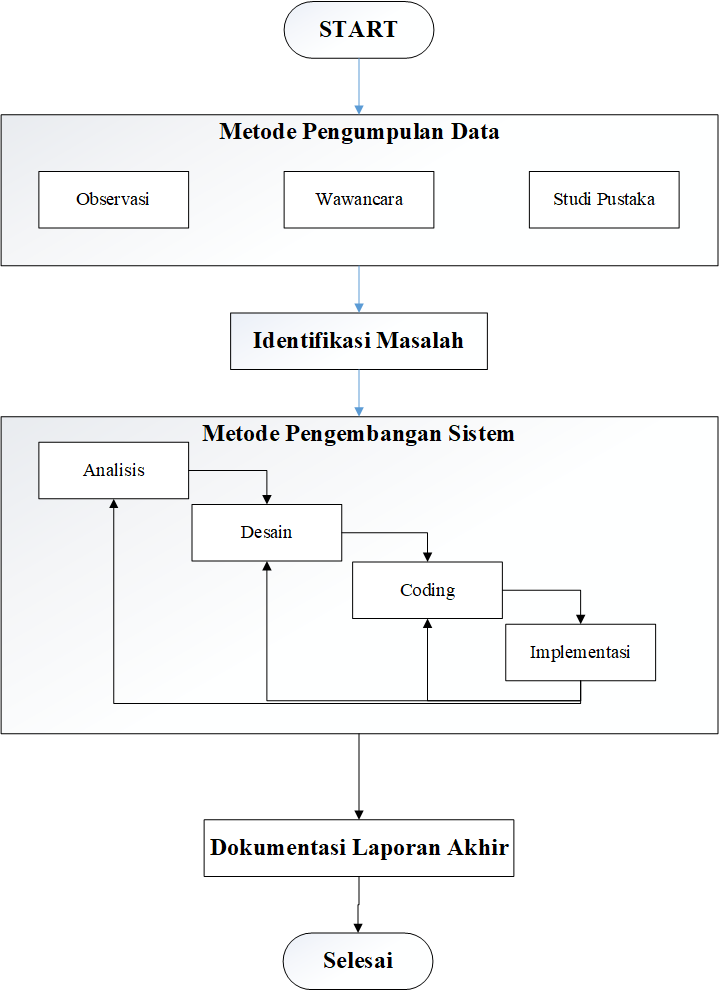 START
Metode Pengumpulan Data
Observasi
Wawancara
Studi Pustaka
Identifikasi Masalah
Metode Pengembangan Sistem
Analisis
Desain
Coding
Implementasi
Dokumentasi Laporan Akhir
Selesai